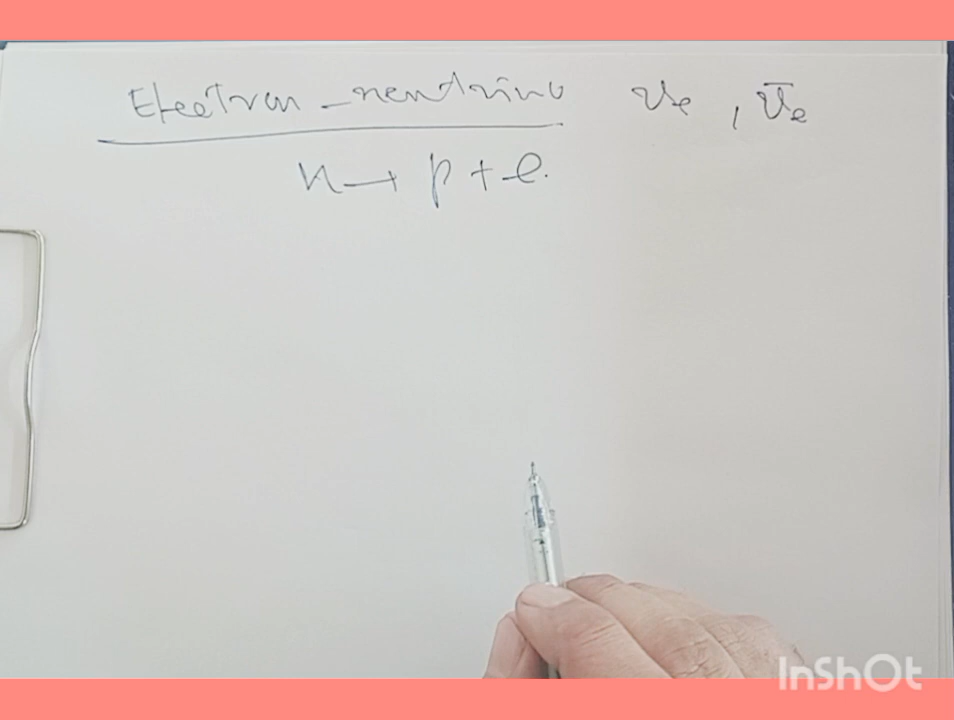 Electron-neutrino νe, ν̄e
n → p + e.
InShOt